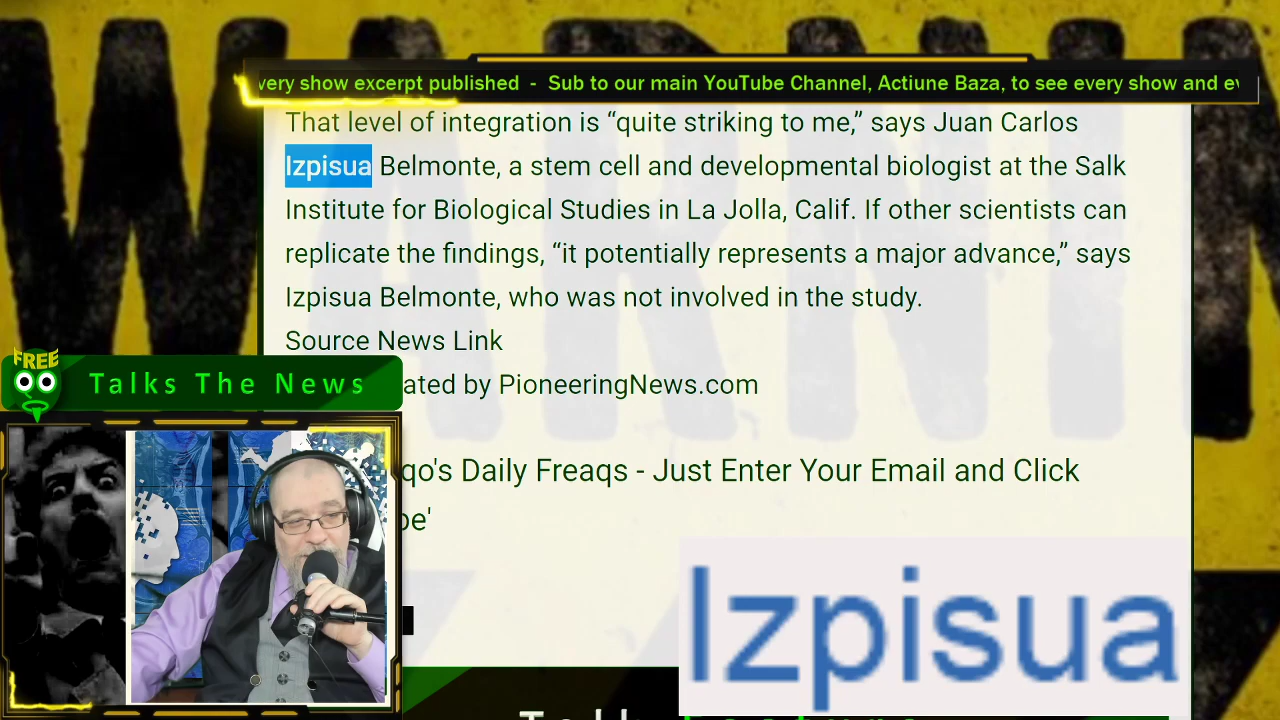 very show excerpt published - Sub to our main YouTube Channel, Actiune Baza, to see every show and ev
That level of integration is “quite striking to me,” says Juan Carlos
Izpisua Belmonte, a stem cell and developmental biologist at the Salk
Institute for Biological Studies in La Jolla, Calif. If other scientists can
replicate the findings, “it potentially represents a major advance,” says
Izpisua Belmonte, who was not involved in the study.
Source News Link
FREE
Talks The News
ated by PioneeringNews.com
qo's Daily Freaqs - Just Enter Your Email and Click
be'
Izpisua